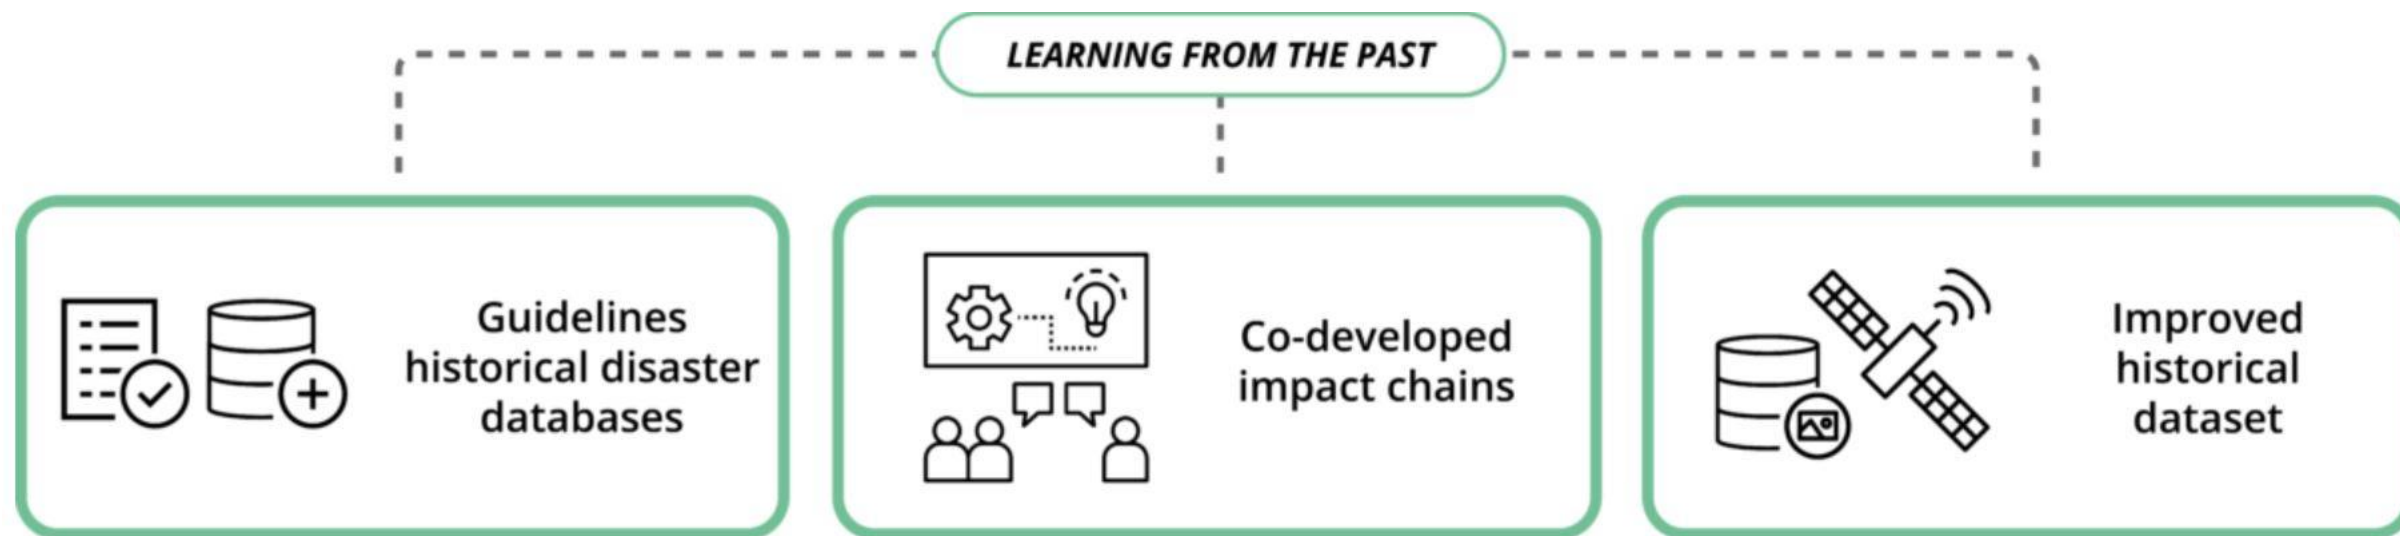 LEARNING FROM THE PAST
Guidelines
historical disaster
databases
Co-developed
impact chains
Improved
historical
dataset